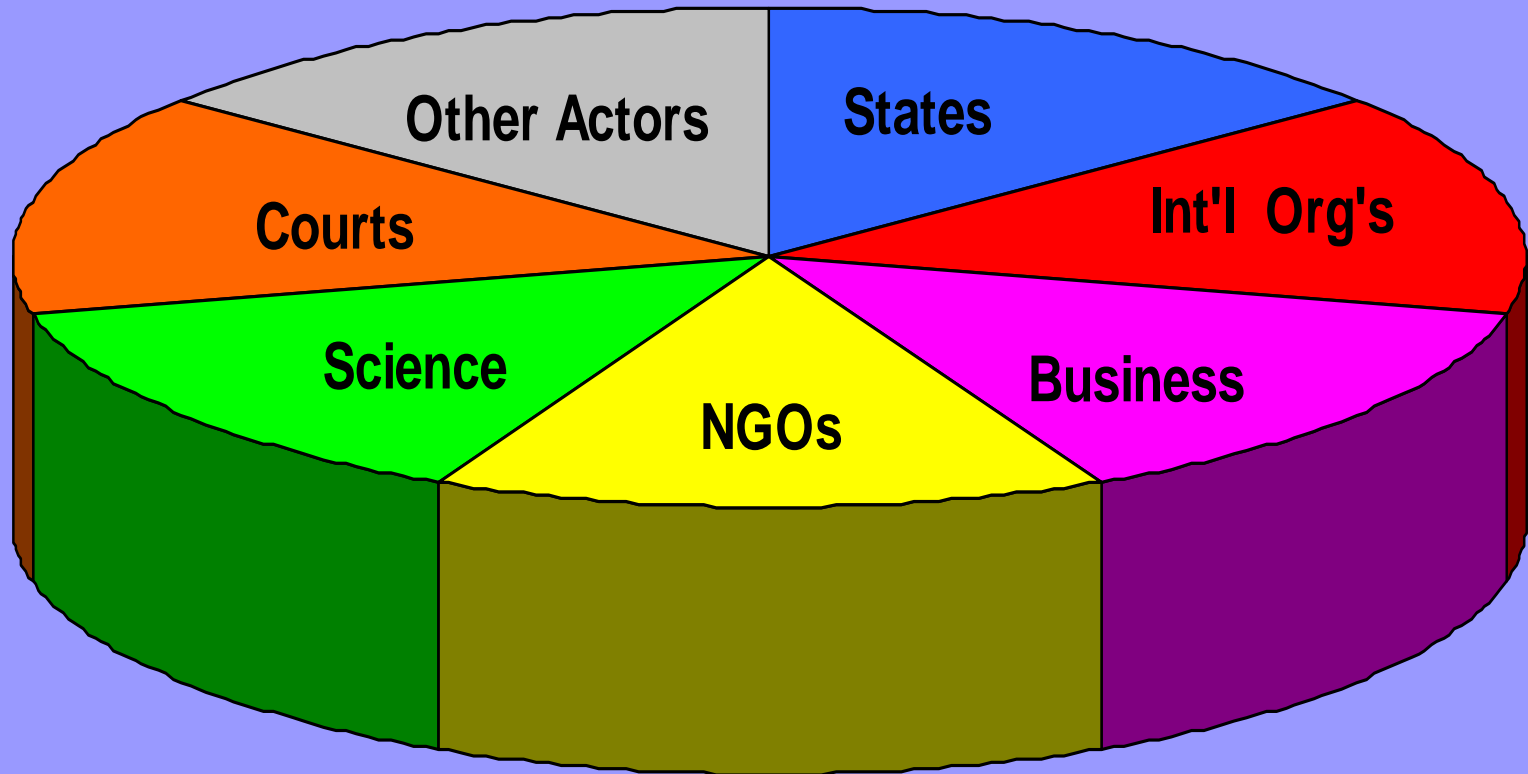 States
Other Actors
Int'l Org's
Courts
Science
Business
NGOs